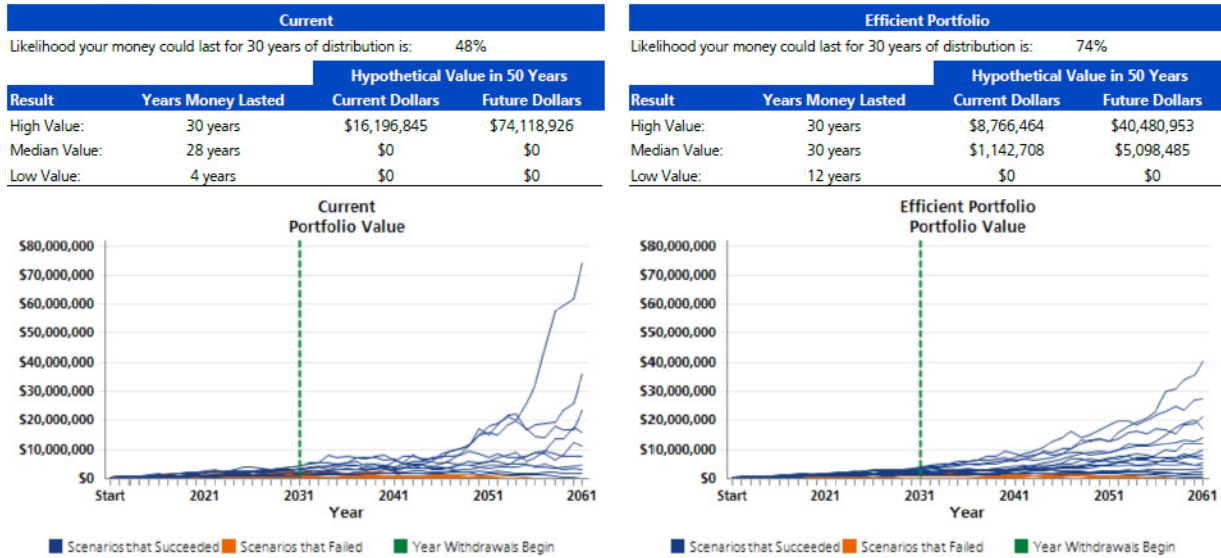 Current
Likelihood your money could last for 30 years of distribution is: 48%
Hypothetical Value in 50 Years
Result Years Money Lasted Current Dollars Future Dollars
High Value: 30 years $16,196,845 $74,118,926
Median Value: 28 years $0 $0
Low Value: 4 years $0 $0
Current
Portfolio Value
$80,000,000
$70,000,000
$60,000,000
$50,000,000
$40,000,000
$30,000,000
$20,000,000
$10,000,000
$0
Start 2021 2031 2041 2051 2061
Year
Scenarios that Succeeded Scenarios that Failed Year Withdrawals Begin
Efficient Portfolio
Likelihood your money could last for 30 years of distribution is: 74%
Hypothetical Value in 50 Years
Result Years Money Lasted Current Dollars Future Dollars
High Value: 30 years $8,766,464 $40,480,953
Median Value: 30 years $1,142,708 $5,098,485
Low Value: 12 years $0 $0
Efficient Portfolio
Portfolio Value
$80,000,000
$70,000,000
$60,000,000
$50,000,000
$40,000,000
$30,000,000
$20,000,000
$10,000,000
$0
Start 2021 2031 2041 2051 2061
Year
Scenarios that Succeeded Scenarios that Failed Year Withdrawals Begin